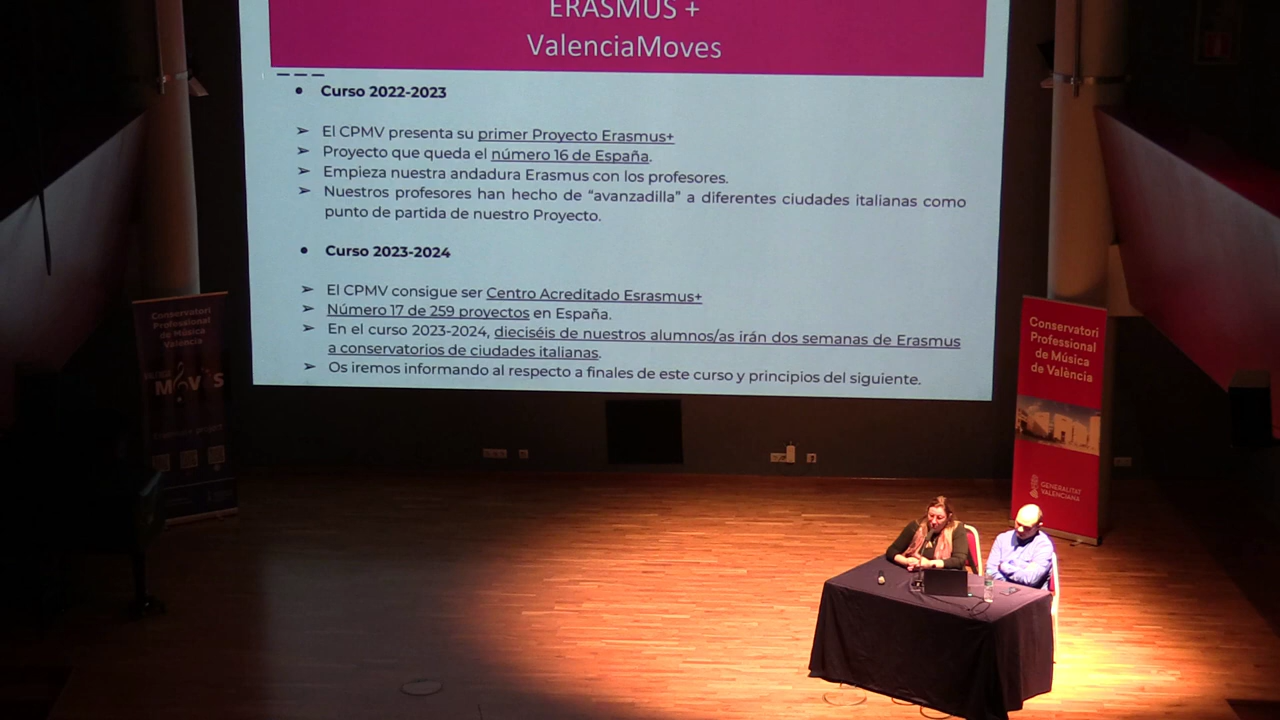 ERASMUS +
ValenciaMoves
Curso 2022-2023
El CPMV presenta su primer Proyecto Erasmus+
Proyecto que queda el número 16 de España.
Empieza nuestra andadura Erasmus con los profesores.
Nuestros profesores han hecho de “avanzadilla” a diferentes ciudades italianas como
punto de partida de nuestro Proyecto.
Curso 2023-2024
El CPMV consigue ser Centro Acreditado Esrasmus+
Número 17 de 259 proyectos en España.
En el curso 2023-2024, dieciséis de nuestros alumnos/as irán dos semanas de Erasmus
a conservatorios de ciudades italianas.
Os iremos informando al respecto a finales de este curso y principios del siguiente.
Conservatori
Professional
de Música
València
Conservatori
Professional
de Música
de València
GENERALITAT
VALENCIANA